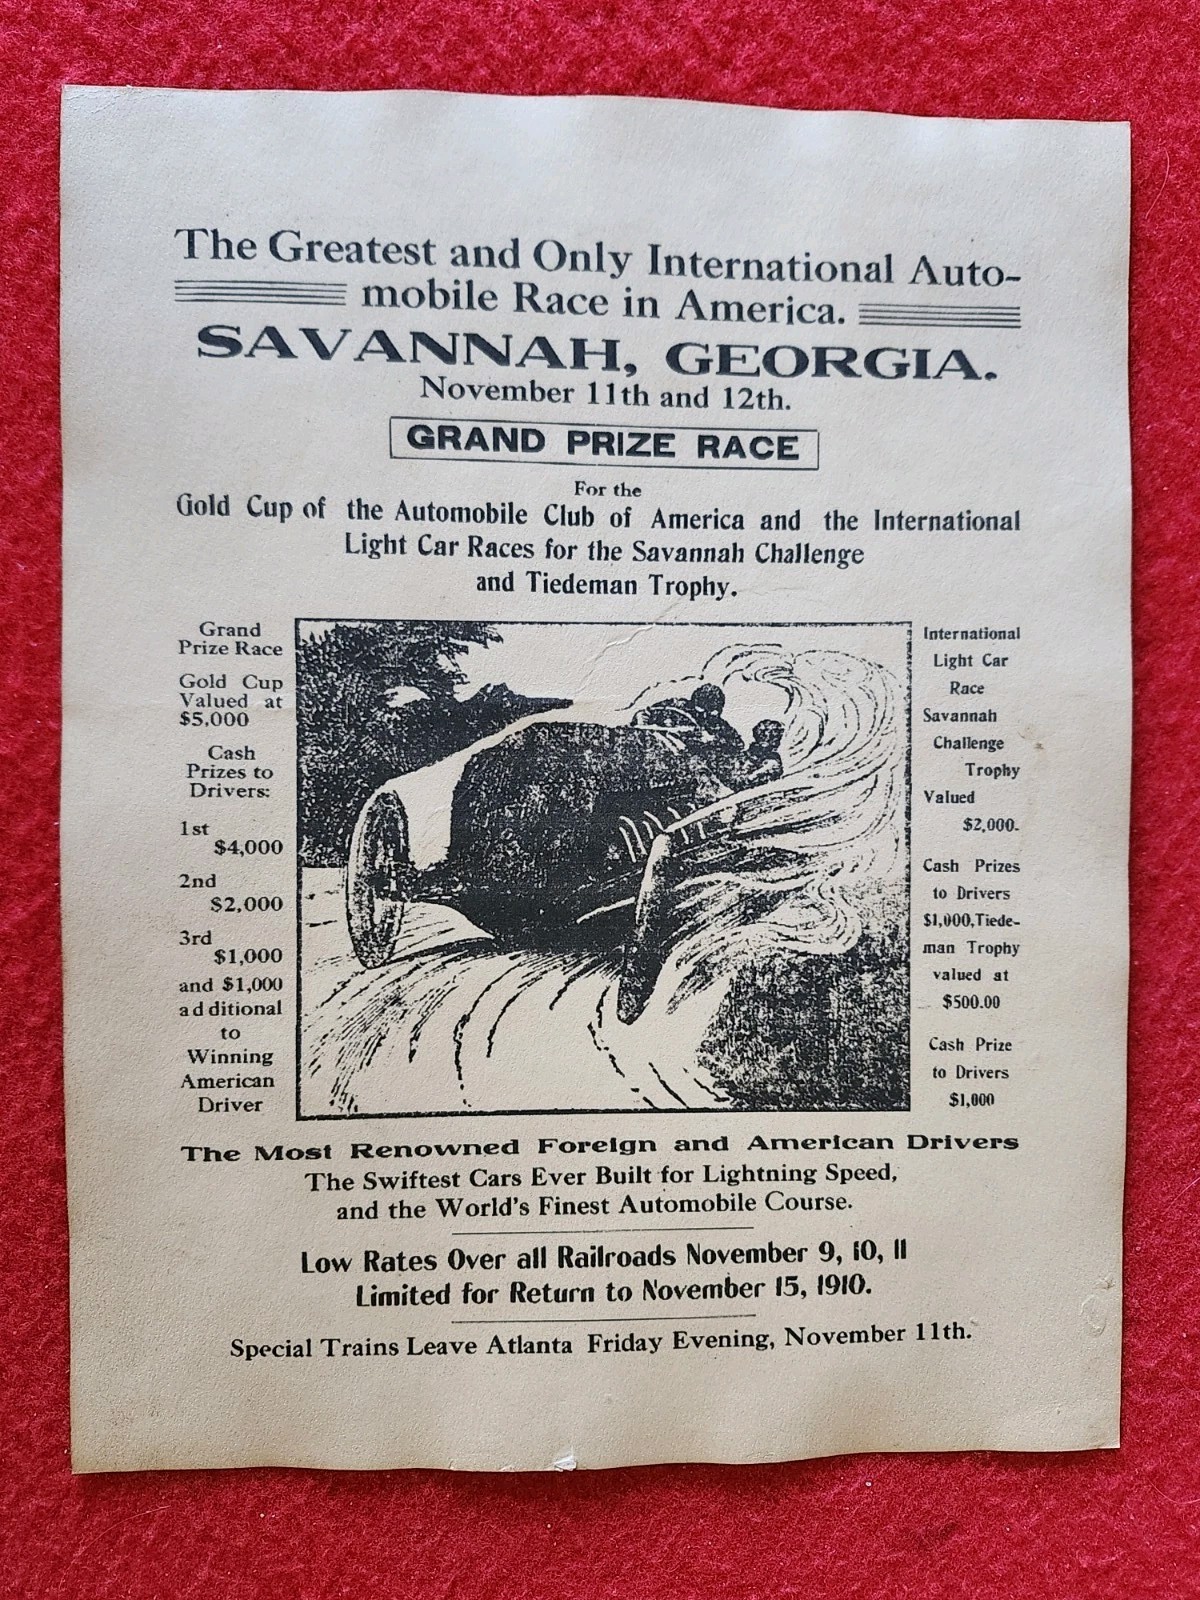 The Greatest and Only International Auto-
mobile Race in America.
SAVANNAH, GEORGIA.
November 11th and 12th.
GRAND PRIZE RACE
For the
Gold Cup of the Automobile Club of America and the International
Light Car Races for the Savannah Challenge
and Tiedeman Trophy.
Grand
Prize Race
Gold Cup
Valued at
$5,000
Cash
Prizes to
Drivers:
1st
$4,000
2nd
$2,000
3rd
$1,000
and $1,000
additional
to
Winning
American
Driver
International
Light Car
Race
Savannah
Challenge
Trophy
Valued
$2,000.
Cash Prizes
to Drivers
$1,000, Tiede-
man Trophy
valued at
$500.00
Cash Prize
to Drivers
$1,000
The Most Renowned Foreign and American Drivers
The Swiftest Cars Ever Built for Lightning Speed,
and the World's Finest Automobile Course.
Low Rates Over all Railroads November 9, 10, 11
Limited for Return to November 15, 1910.
Special Trains Leave Atlanta Friday Evening, November 11th.